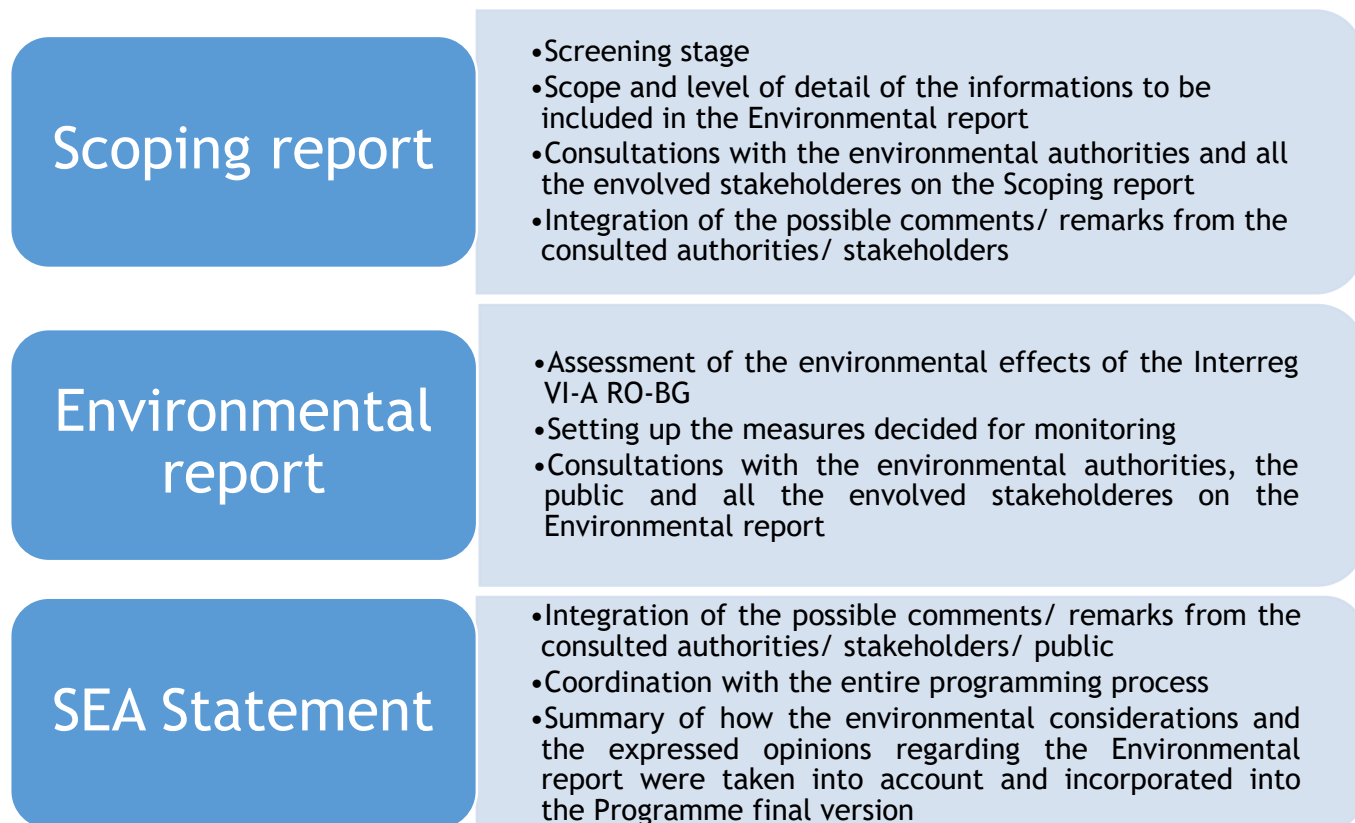 Scoping report
•Screening stage
•Scope and level of detail of the informations to be
included in the Environmental report
•Consultations with the environmental authorities and all
the envolved stakeholderes on the Scoping report
•Integration of the possible comments/ remarks from the
consulted authorities/ stakeholders
Environmental
report
•Assessment of the environmental effects of the Interreg
VI-A RO-BG
•Setting up the measures decided for monitoring
•Consultations with the environmental authorities, the
public and all the envolved stakeholderes on the
Environmental report
SEA Statement
•Integration of the possible comments/ remarks from the
consulted authorities/ stakeholders/ public
•Coordination with the entire programming process
•Summary of how the environmental considerations and
the expressed opinions regarding the Environmental
report were taken into account and incorporated into
the Programme final version